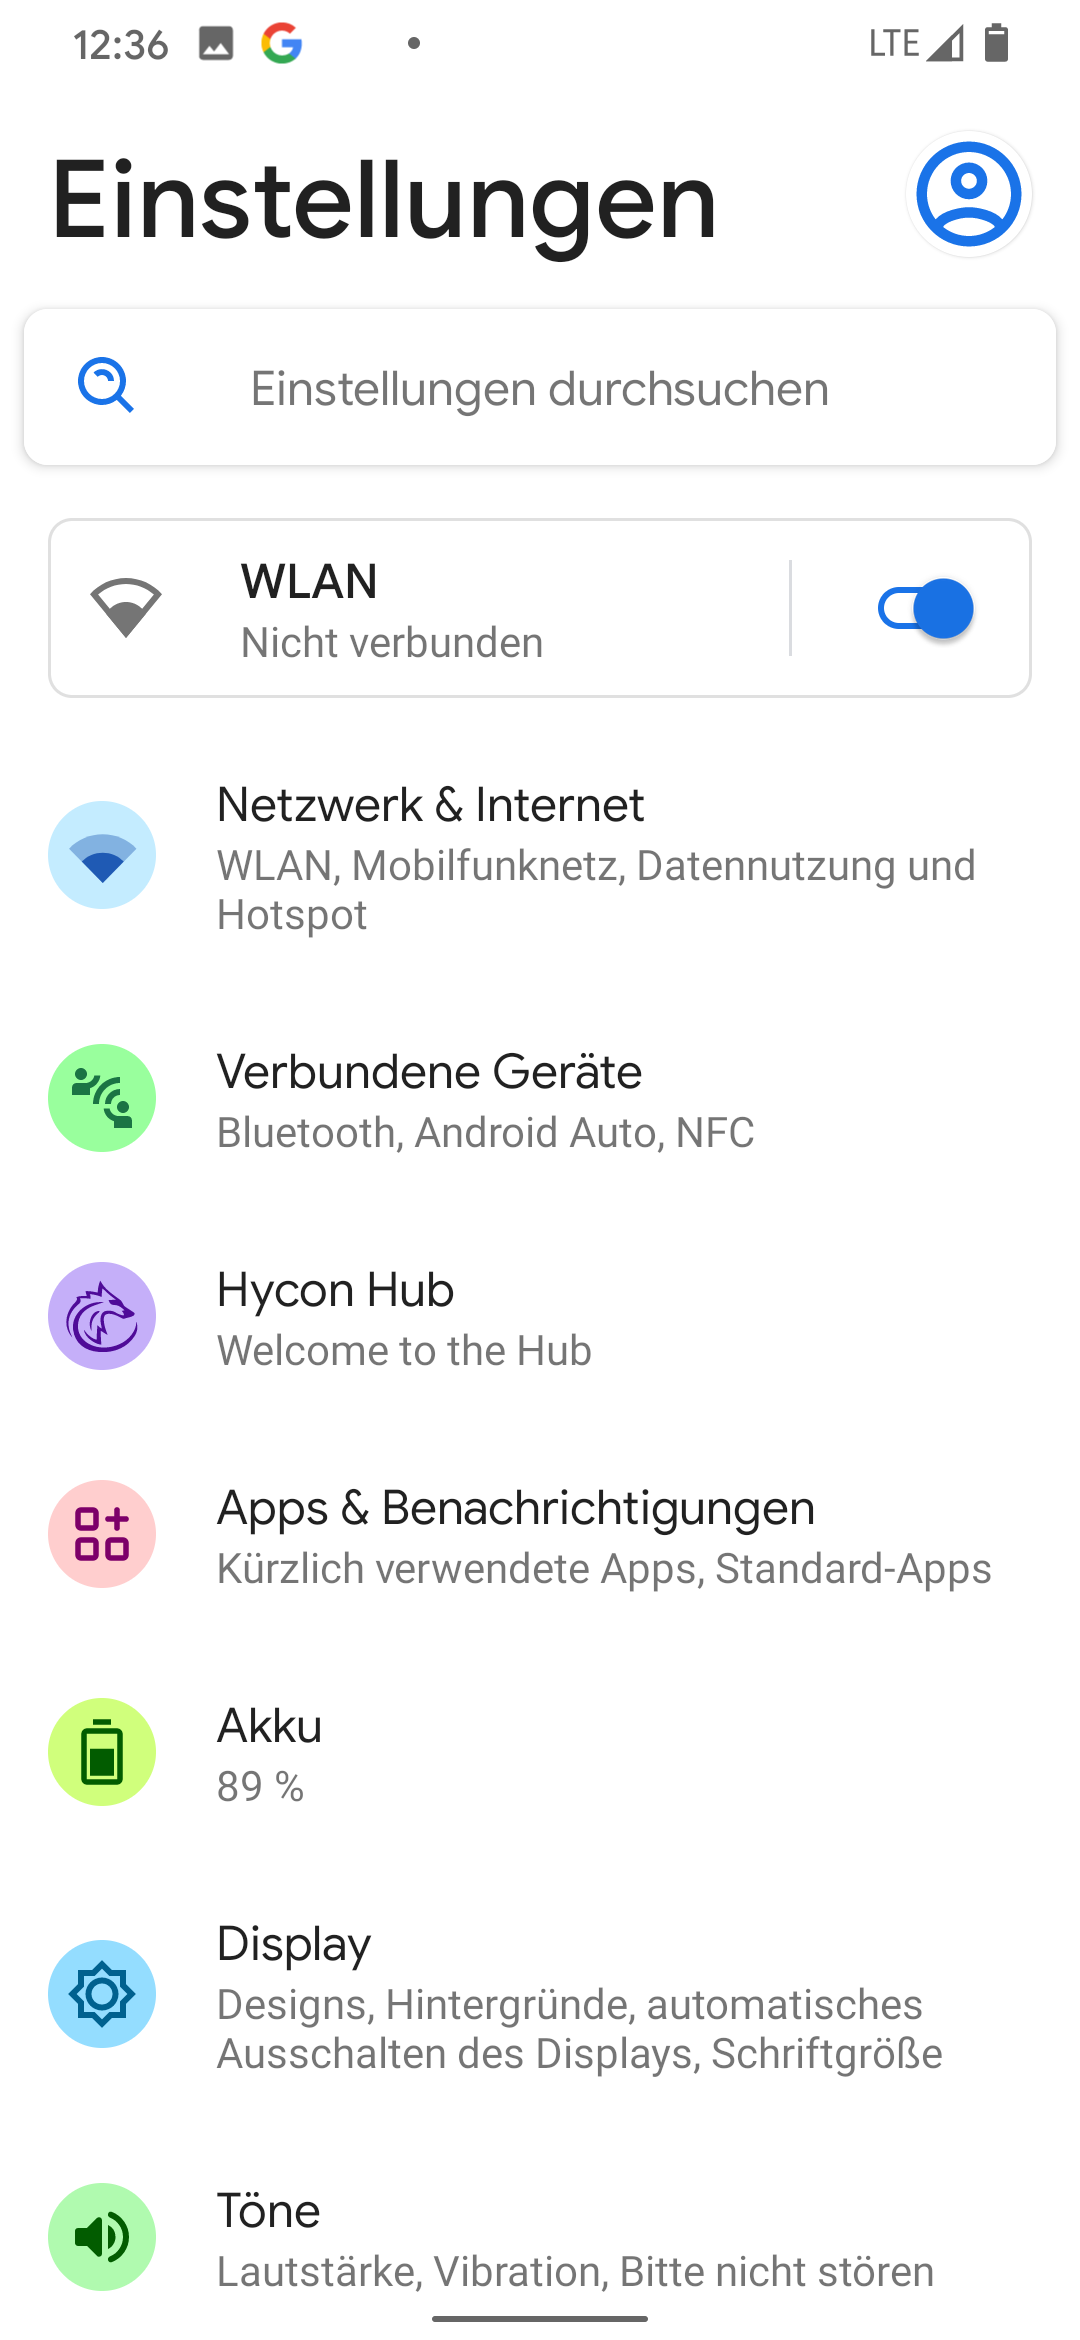 12:36
LTE
Einstellungen
Einstellungen durchsuchen
WLAN
Nicht verbunden
Netzwerk & Internet
WLAN, Mobilfunknetz, Datennutzung und
Hotspot
Verbundene Geräte
Bluetooth, Android Auto, NFC
Hycon Hub
Welcome to the Hub
Apps & Benachrichtigungen
Kürzlich verwendete Apps, Standard-Apps
Akku
89 %
Display
Designs, Hintergründe, automatisches
Ausschalten des Displays, Schriftgröße
Töne
Lautstärke, Vibration, Bitte nicht stören